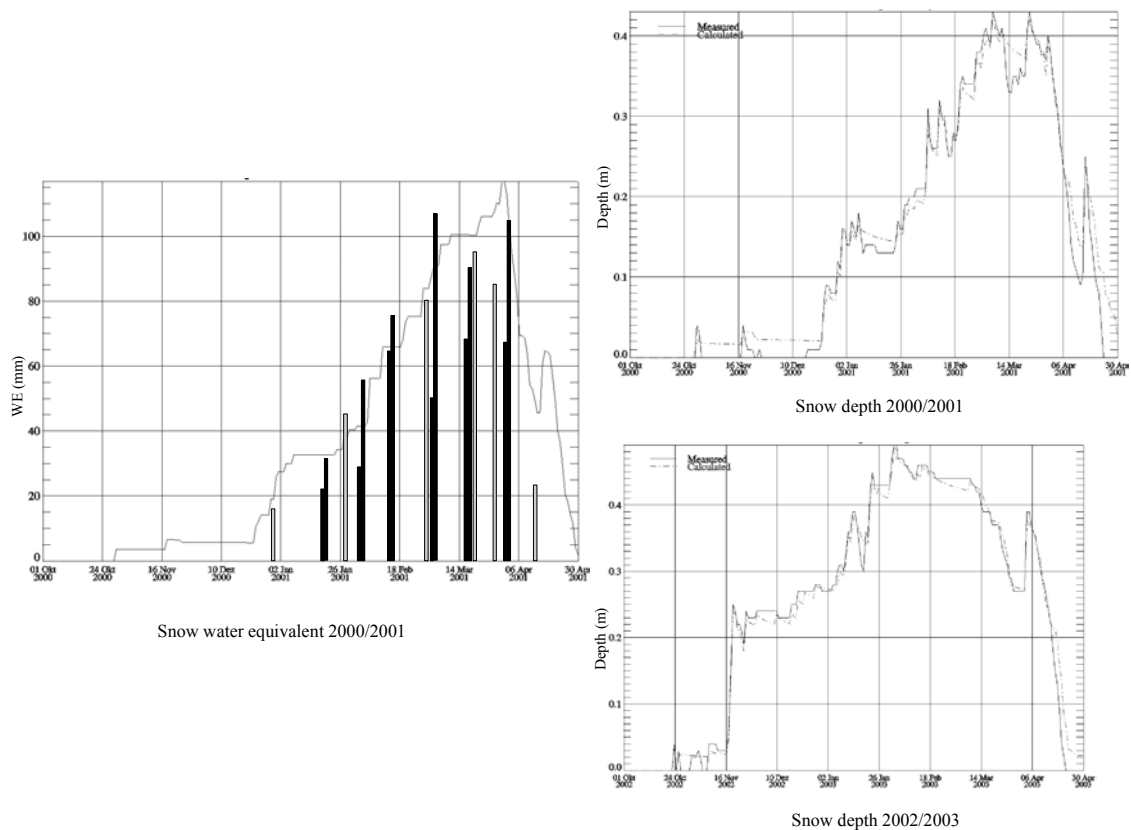 WE (mm)
100
80
60
40
20
0
01 Okt 24 Okt 16 Nov 10 Dez 02 Jan 26 Jan 18 Feb 14 Mar 06 Apr 30 Apr
2000 2000 2000 2000 2001 2001 2001 2001 2001 2001
Snow water equivalent 2000/2001
Measured
Calculated
Depth (m)
0.4
0.3
0.2
0.1
0.0
01 Okt 24 Okt 16 Nov 10 Dez 02 Jan 26 Jan 18 Feb 14 Mar 06 Apr 30 Apr
2000 2000 2000 2000 2001 2001 2001 2001 2001 2001
Snow depth 2000/2001
Measured
Calculated
Depth (m)
0.4
0.3
0.2
0.1
0.0
01 Okt 24 Okt 16 Nov 10 Dez 02 Jan 26 Jan 18 Feb 14 Mar 06 Apr 30 Apr
2002 2002 2002 2002 2003 2003 2003 2003 2003 2003
Snow depth 2002/2003